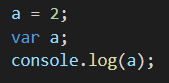 a = 2;
var a;
console.log(a);